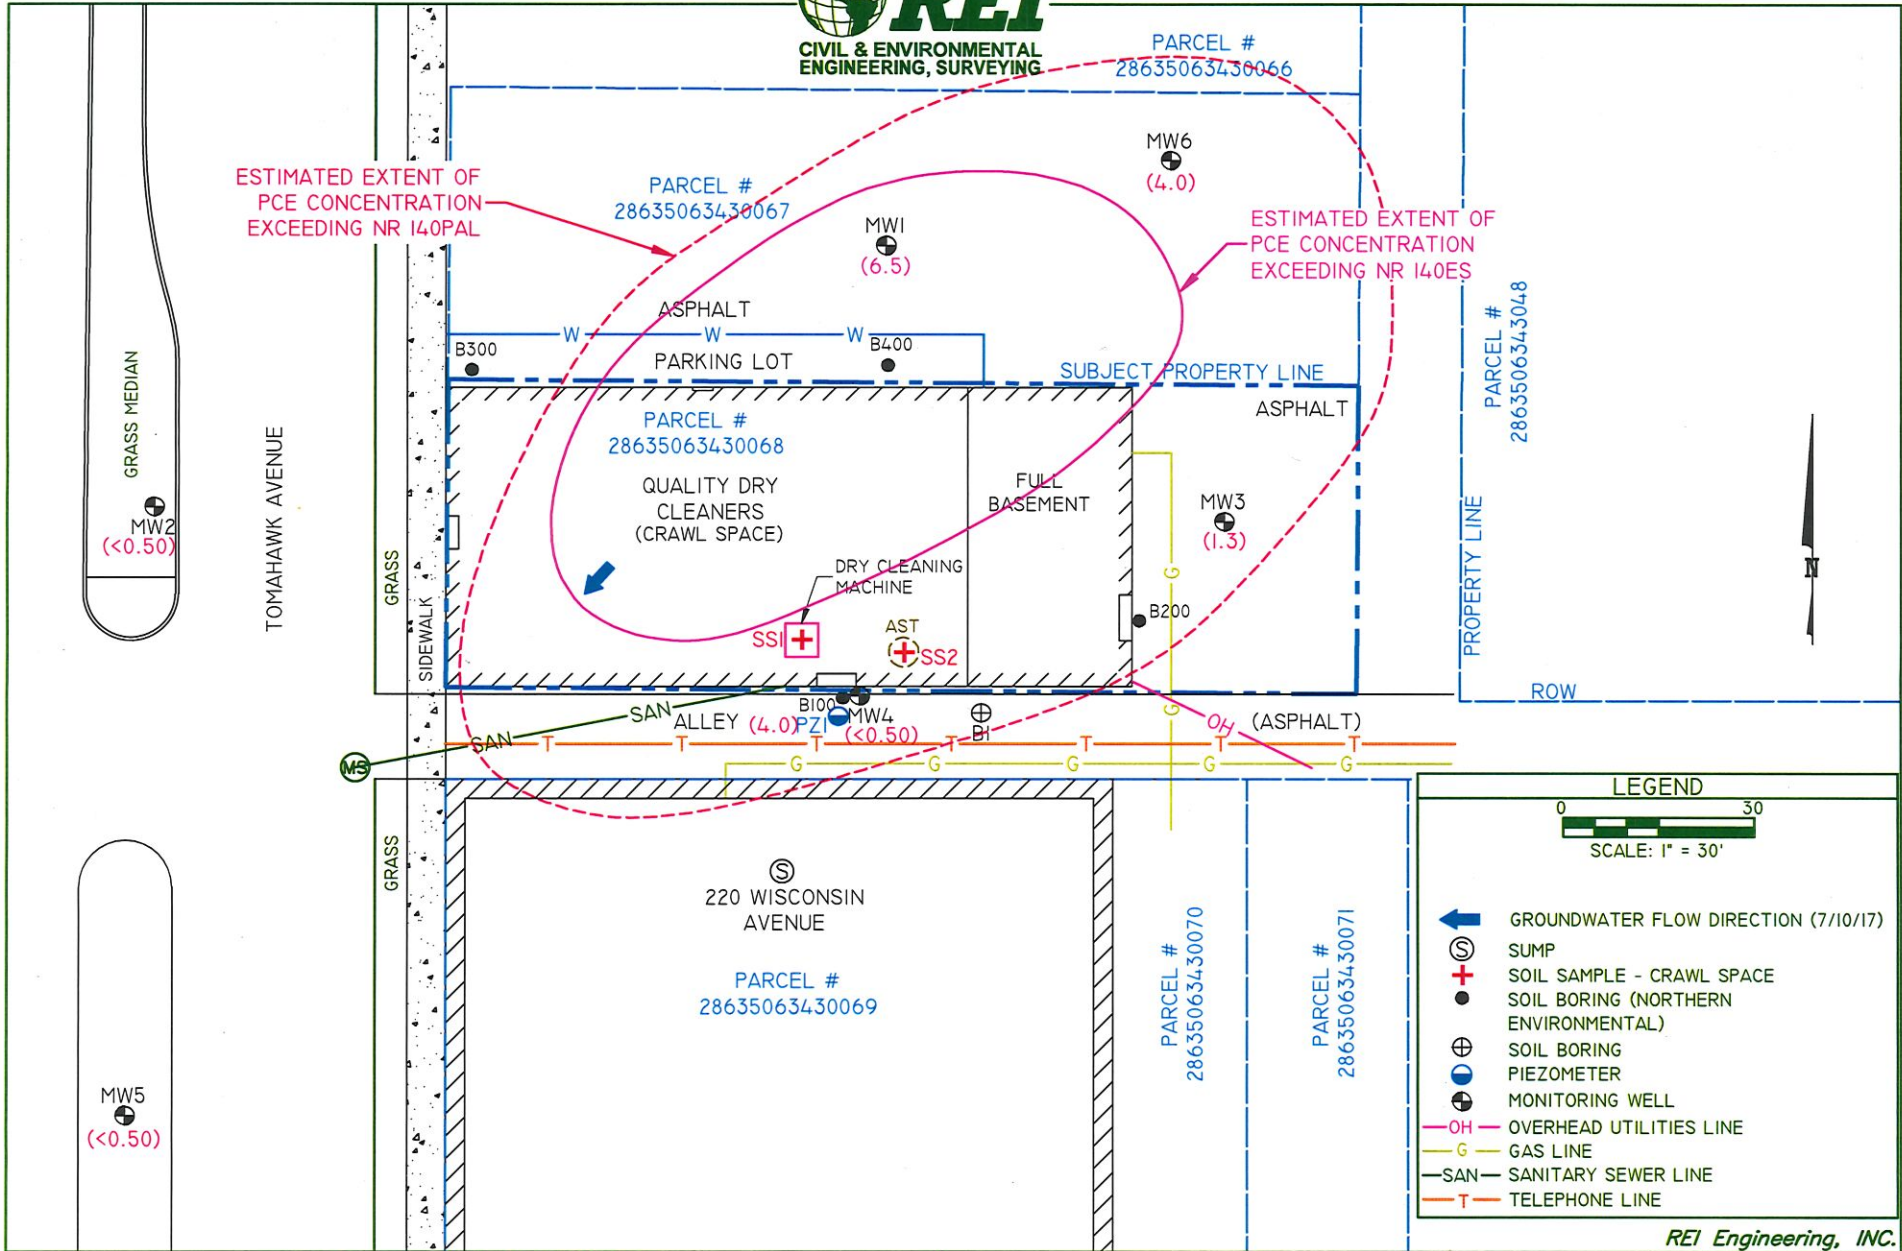 REI
CIVIL & ENVIRONMENTAL
ENGINEERING, SURVEYING
PARCEL #
28635063430066
ESTIMATED EXTENT OF
PCE CONCENTRATION
EXCEEDING NR 140PAL
PARCEL #
28635063430067
MW6
(4.0)
MW1
(6.5)
ESTIMATED EXTENT OF
PCE CONCENTRATION
EXCEEDING NR 140ES
PARCEL #
2863506343048
ASPHALT
W W W
B300
PARKING LOT
B400
SUBJECT PROPERTY LINE
ASPHALT
GRASS MEDIAN
TOMAHAWK AVENUE
MW2
(<0.50)
GRASS
SIDEWALK
PARCEL #
28635063430068
QUALITY DRY
CLEANERS
(CRAWL SPACE)
FULL
BASEMENT
MW3
(1.3)
DRY CLEANING
MACHINE
SS1
AST
SS2
G
B200
PROPERTY LINE
N
ROW
SAN
SAN
MS
ALLEY
(4.0)
B100
PZ1
MW4
(<0.50)
B1
G
OH
(ASPHALT)
T T T T T T T
G G G G G
GRASS
S
220 WISCONSIN
AVENUE
PARCEL #
28635063430069
PARCEL #
28635063430070
PARCEL #
28635063430071
MW5
(<0.50)
LEGEND
0 30
SCALE: 1" = 30'
GROUNDWATER FLOW DIRECTION (7/10/17)
S SUMP
SOIL SAMPLE - CRAWL SPACE
SOIL BORING (NORTHERN
ENVIRONMENTAL)
SOIL BORING
PIEZOMETER
MONITORING WELL
OH OVERHEAD UTILITIES LINE
G GAS LINE
SAN SANITARY SEWER LINE
T TELEPHONE LINE
REI Engineering, INC.